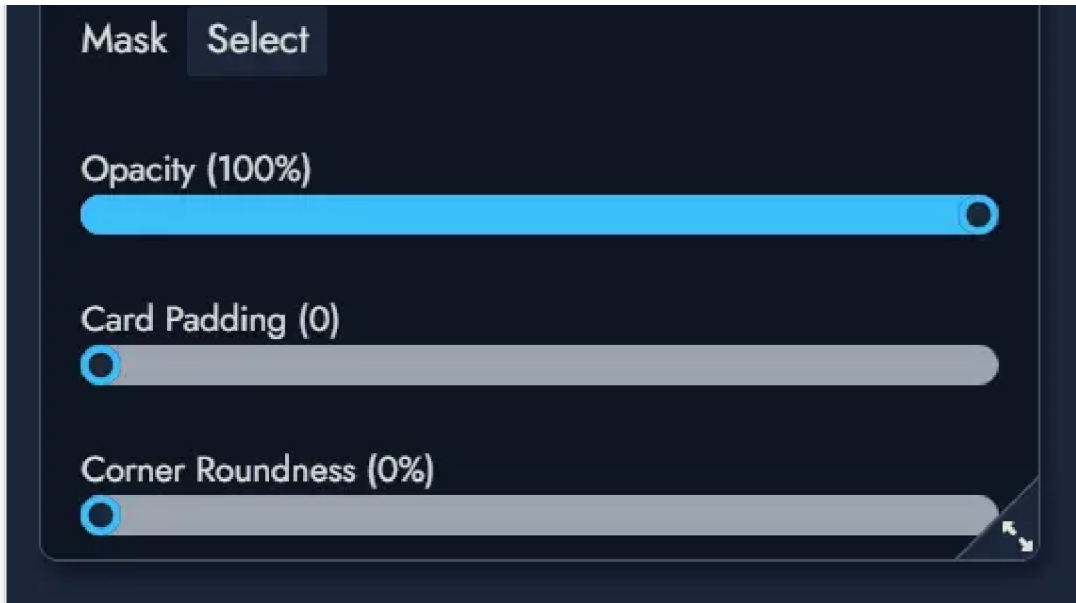 Mask Select
Opacity (100%)
Card Padding (0)
Corner Roundness (0%)